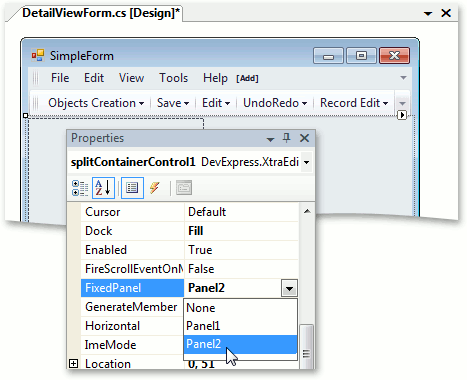 DetailViewForm.cs [Design]*
SimpleForm
File Edit View Tools Help [Add]
Objects Creation Save Edit UndoRedo Record Edit
Properties
splitContainerControl1 DevExpress.XtraEdi
Cursor Default
Dock Fill
Enabled True
FireScrollEventOnM False
FixedPanel Panel2
GenerateMember None
Horizontal Panel1
ImeMode Panel2
Location 0, 51